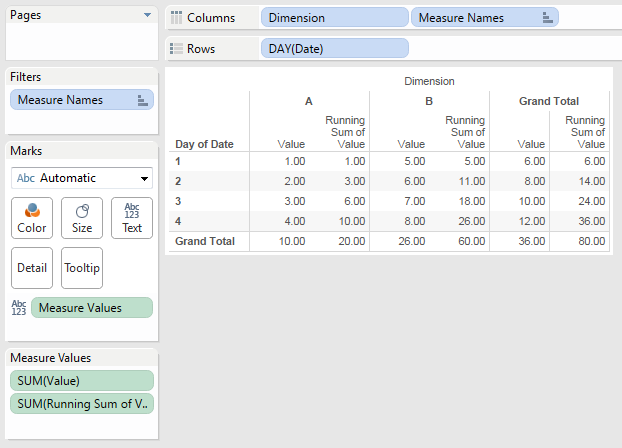 Pages
Filters
Measure Names
Marks
Abc Automatic
Color Size Abc 123 Text
Detail Tooltip
Abc 123 Measure Values
Measure Values
SUM(Value)
SUM(Running Sum of V..
Columns Dimension Measure Names
Rows DAY(Date)
Dimension
A B Grand Total
Running Running Running
Sum of Sum of Sum of
Day of Date Value Value Value Value Value Value
1 1.00 1.00 5.00 5.00 6.00 6.00
2 2.00 3.00 6.00 11.00 8.00 14.00
3 3.00 6.00 7.00 18.00 10.00 24.00
4 4.00 10.00 8.00 26.00 12.00 36.00
Grand Total 10.00 20.00 26.00 60.00 36.00 80.00